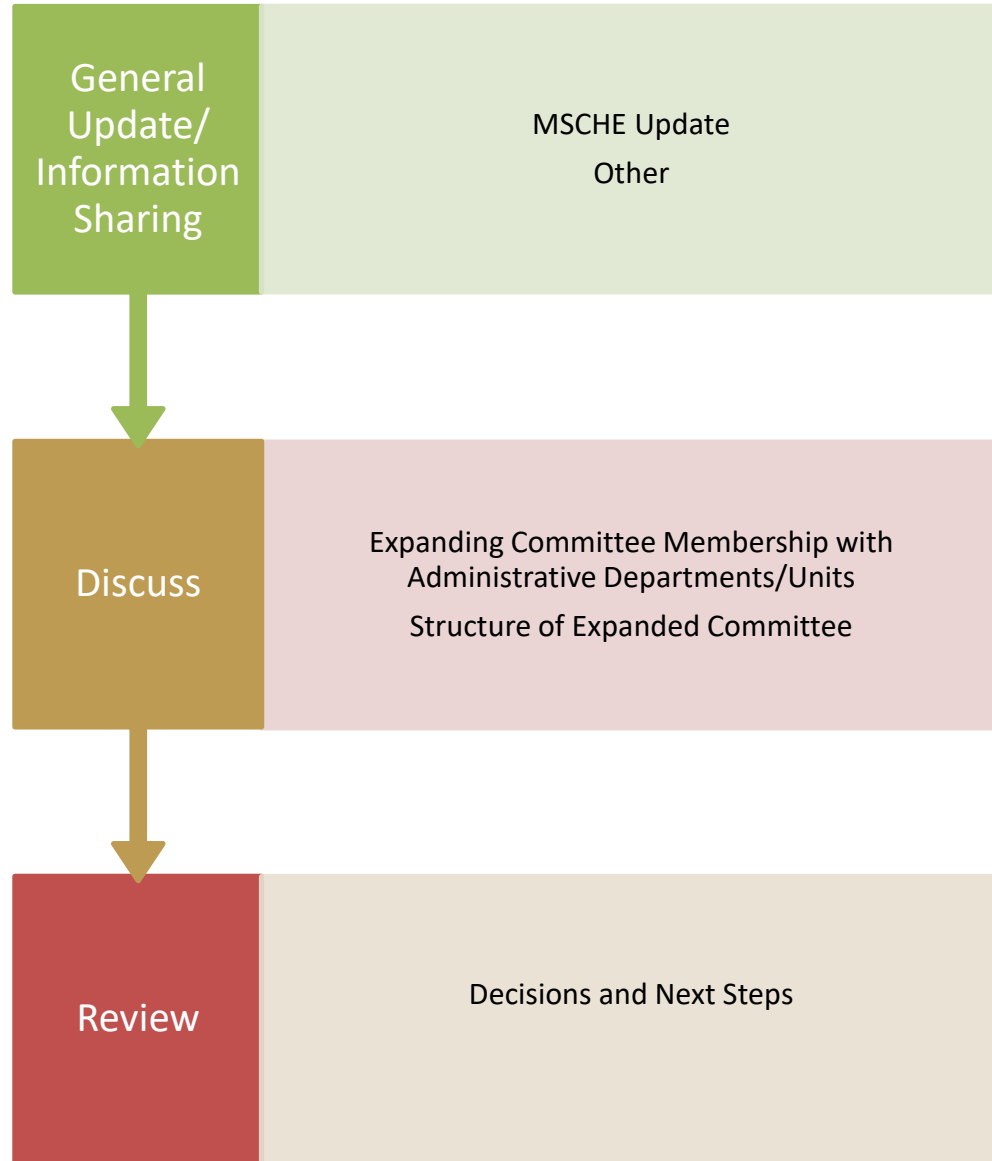 General
Update/
Information
Sharing
MSCHE Update
Other
Discuss
Expanding Committee Membership with
Administrative Departments/Units
Structure of Expanded Committee
Review
Decisions and Next Steps